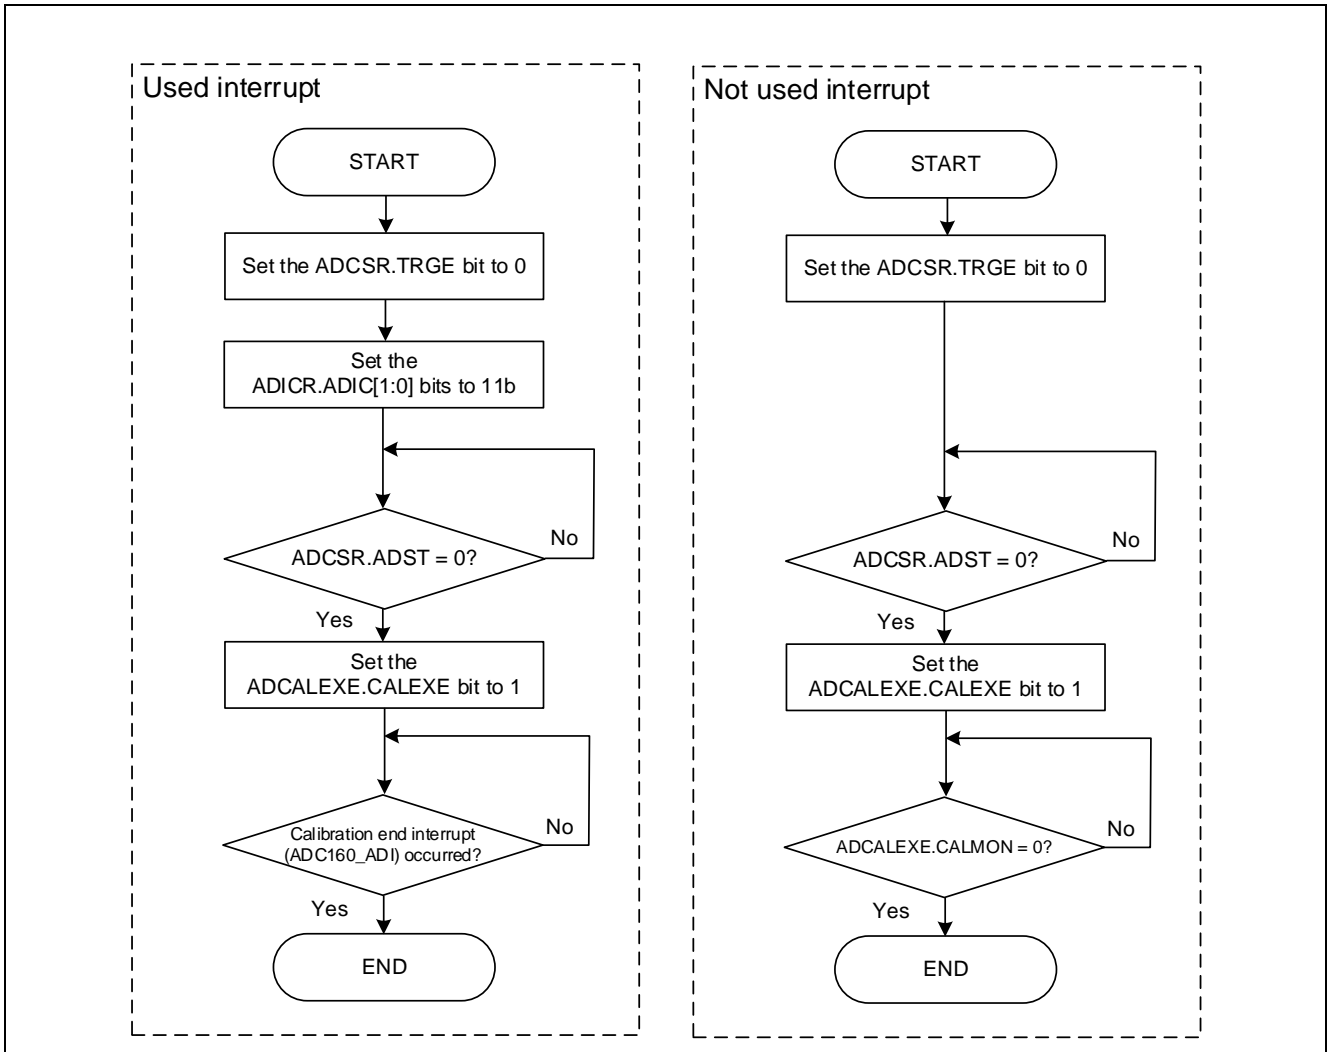 Used interrupt
START
Set the ADCSR.TRGE bit to 0
Set the
ADICR.ADIC[1:0] bits to 11b
No
ADCSR.ADST = 0?
Yes
Set the
ADCALEXE.CALEXE bit to 1
No
Calibration end interrupt
(ADC160_ADI) occurred?
Yes
END
Not used interrupt
START
Set the ADCSR.TRGE bit to 0
No
ADCSR.ADST = 0?
Yes
Set the
ADCALEXE.CALEXE bit to 1
No
ADCALEXE.CALMON = 0?
Yes
END